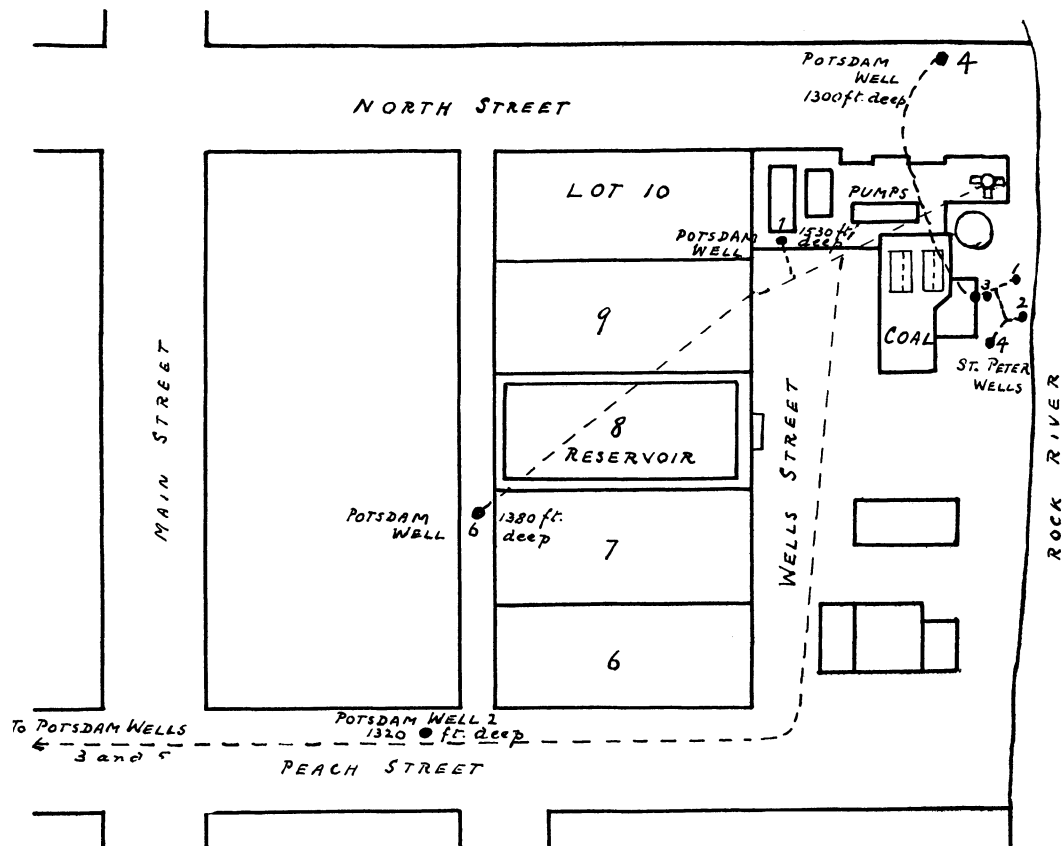 POTSDAM
WELL
1300 ft. deep
4
NORTH STREET
LOT 10
PUMPS
1
POTSDAM
WELL
1530 ft.
deep
9
3
1
2
4
COAL
ST. PETER
WELLS
8
RESERVOIR
MAIN STREET
WELLS STREET
ROCK RIVER
POTSDAM
WELL
6
1380 ft.
deep
7
6
TO POTSDAM WELLS
3 and 5
POTSDAM WELL 2
1320 ft. deep
PEACH STREET